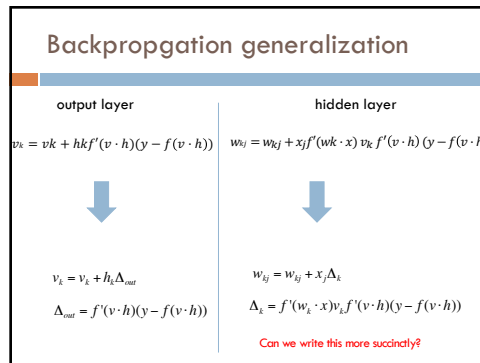 Backpropgation generalization
output layer
hidden layer
vₖ = vk + hkf′(v · h)(y − f(v · h))
wₖⱼ = wₖⱼ + xⱼf′(wk · x) vₖ f′(v · h) (y − f(v · h
vₖ = vₖ + hₖΔₒᵤₜ
Δₒᵤₜ = f'(v · h)(y − f(v · h))
wₖⱼ = wₖⱼ + xⱼΔₖ
Δₖ = f'(wₖ · x)vₖf'(v · h)(y − f(v · h))
Can we write this more succinctly?